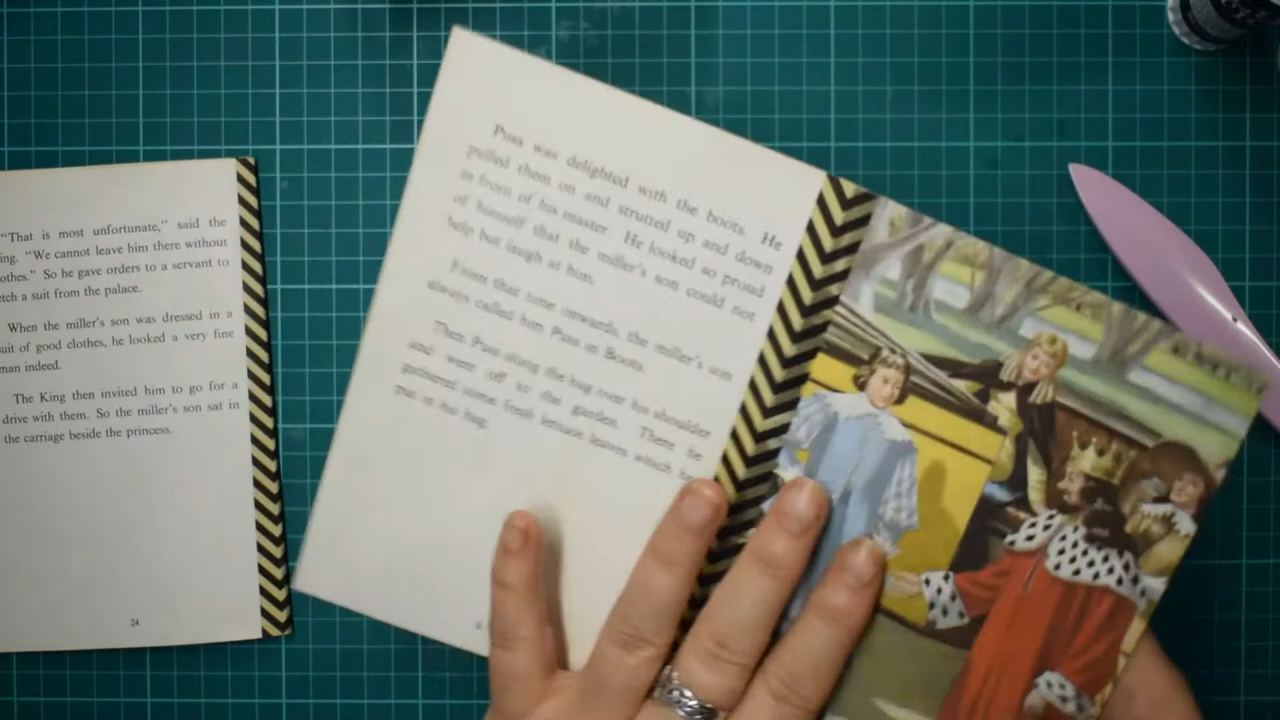 "That is most unfortunate," said the
ing. "We cannot leave him there without
othes." So he gave orders to a servant to
etch a suit from the palace.
When the miller's son was dressed in a
suit of good clothes, he looked a very fine
man indeed.
The King then invited him to go for a
drive with them. So the miller's son sat in
the carriage beside the princess.
24
Puss was delighted with the boots. He
pulled them on and strutted up and down
in front of his master. He looked so proud
of himself that the miller's son could not
help but laugh at him.
From that time onwards, the miller's son
always called him Puss in Boots.
Then Puss slung the bag over his shoulder
and went off to the garden. There he
gathered some fresh lettuce leaves which he
put in his bag.